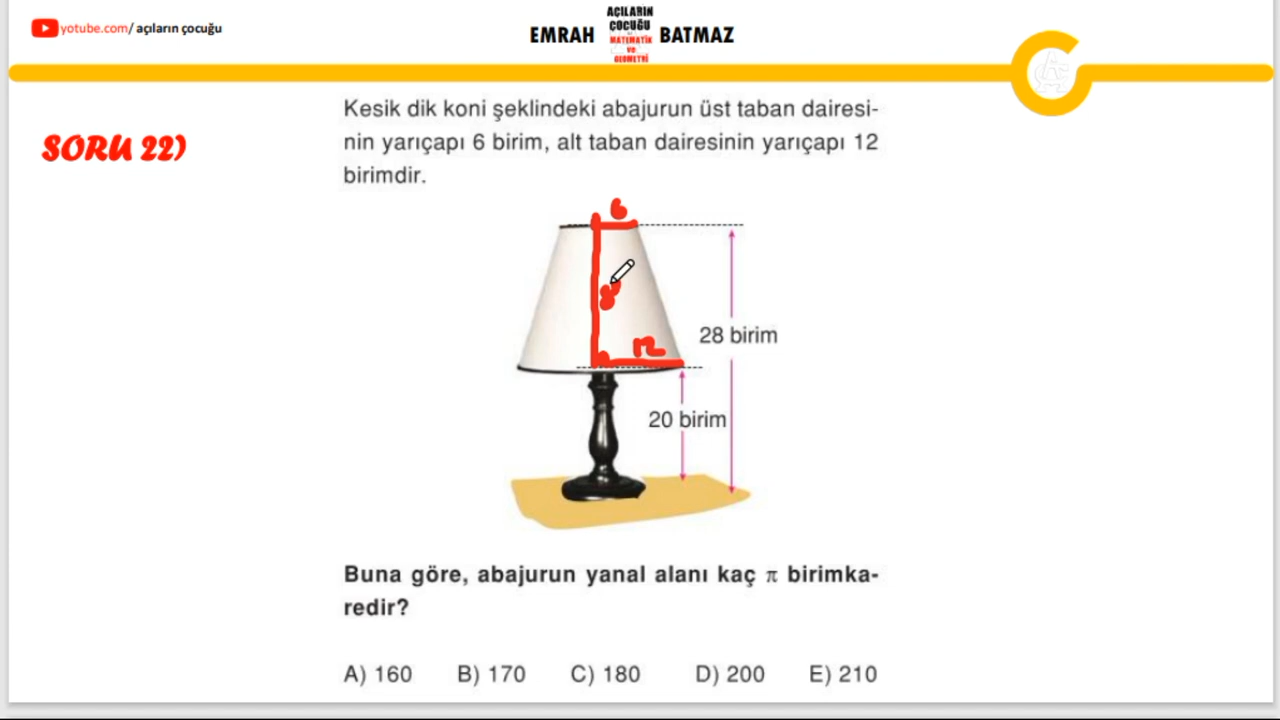 yotube.com/ açıların çocuğu
EMRAH
AÇILARIN
ÇOCUĞU
MATEMATİK
VE
GEOMETRİ
BATMAZ
SORU 22)
Kesik dik koni şeklindeki abajurun üst taban dairesi-
nin yarıçapı 6 birim, alt taban dairesinin yarıçapı 12
birimdir.
6
8
12
28 birim
20 birim
Buna göre, abajurun yanal alanı kaç π birimka-
redir?
A) 160 B) 170 C) 180 D) 200 E) 210